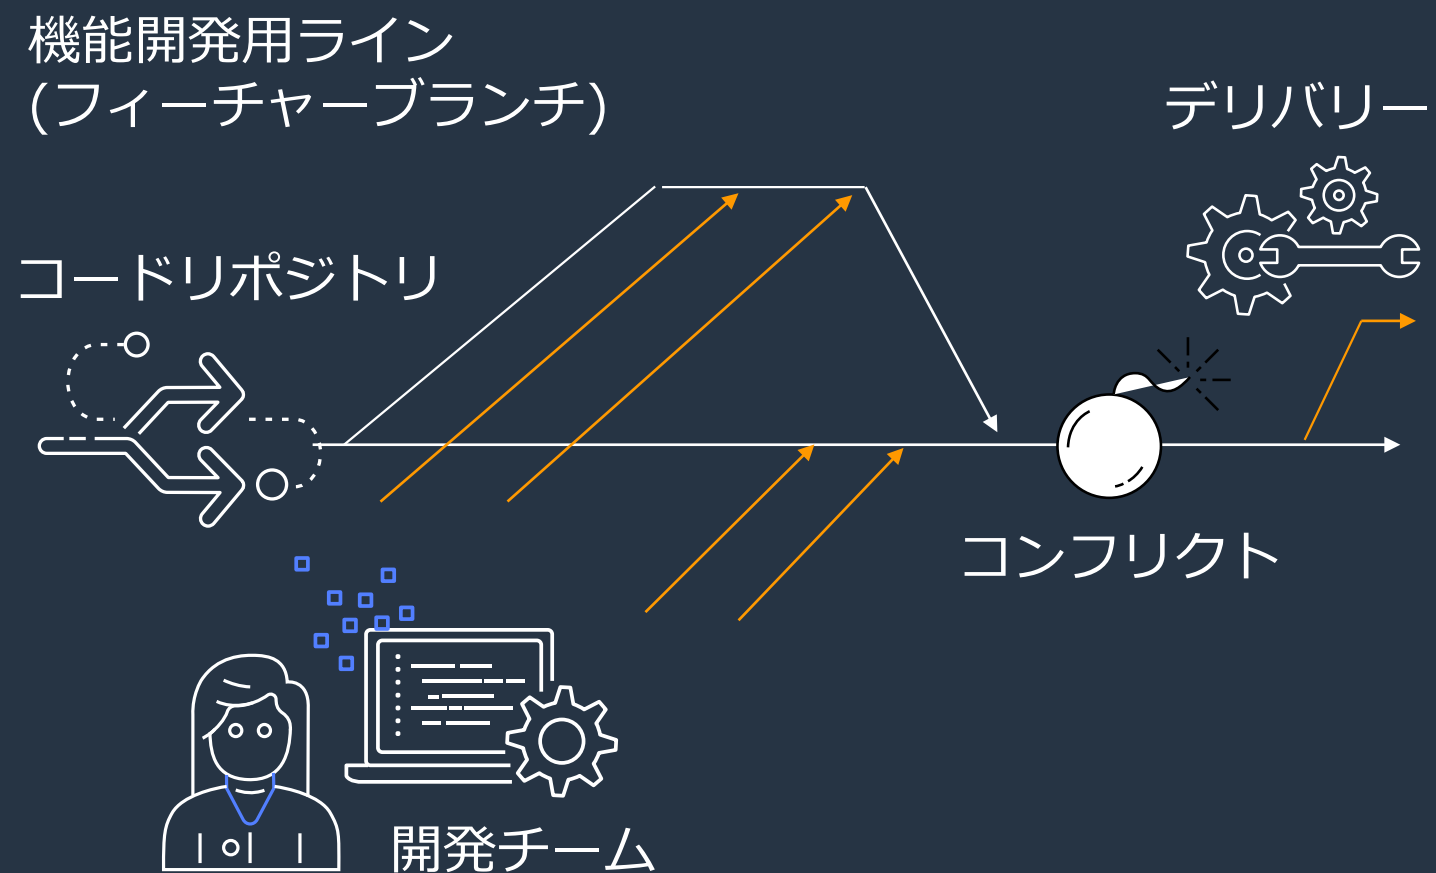 機能開発用ライン
(フィーチャーブランチ)
デリバリー
コードリポジトリ
コンフリクト
開発チーム